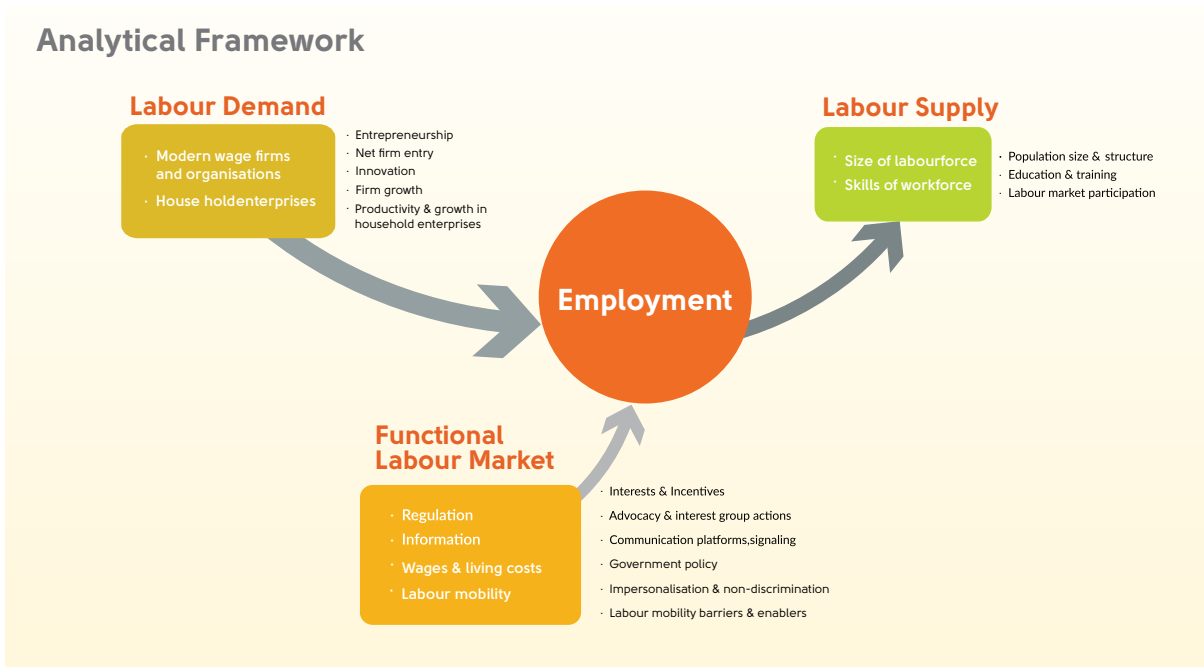 Analytical Framework
Labour Demand
· Modern wage firms
and organisations
· House holdenterprises
· Entrepreneurship
· Net firm entry
· Innovation
· Firm growth
· Productivity & growth in
household enterprises
Labour Supply
· Size of labourforce
· Skills of workforce
· Population size & structure
· Education & training
· Labour market participation
Employment
Functional
Labour Market
· Regulation
· Information
· Wages & living costs
· Labour mobility
· Interests & Incentives
· Advocacy & interest group actions
· Communication platforms,signaling
· Government policy
· Impersonalisation & non-discrimination
· Labour mobility barriers & enablers